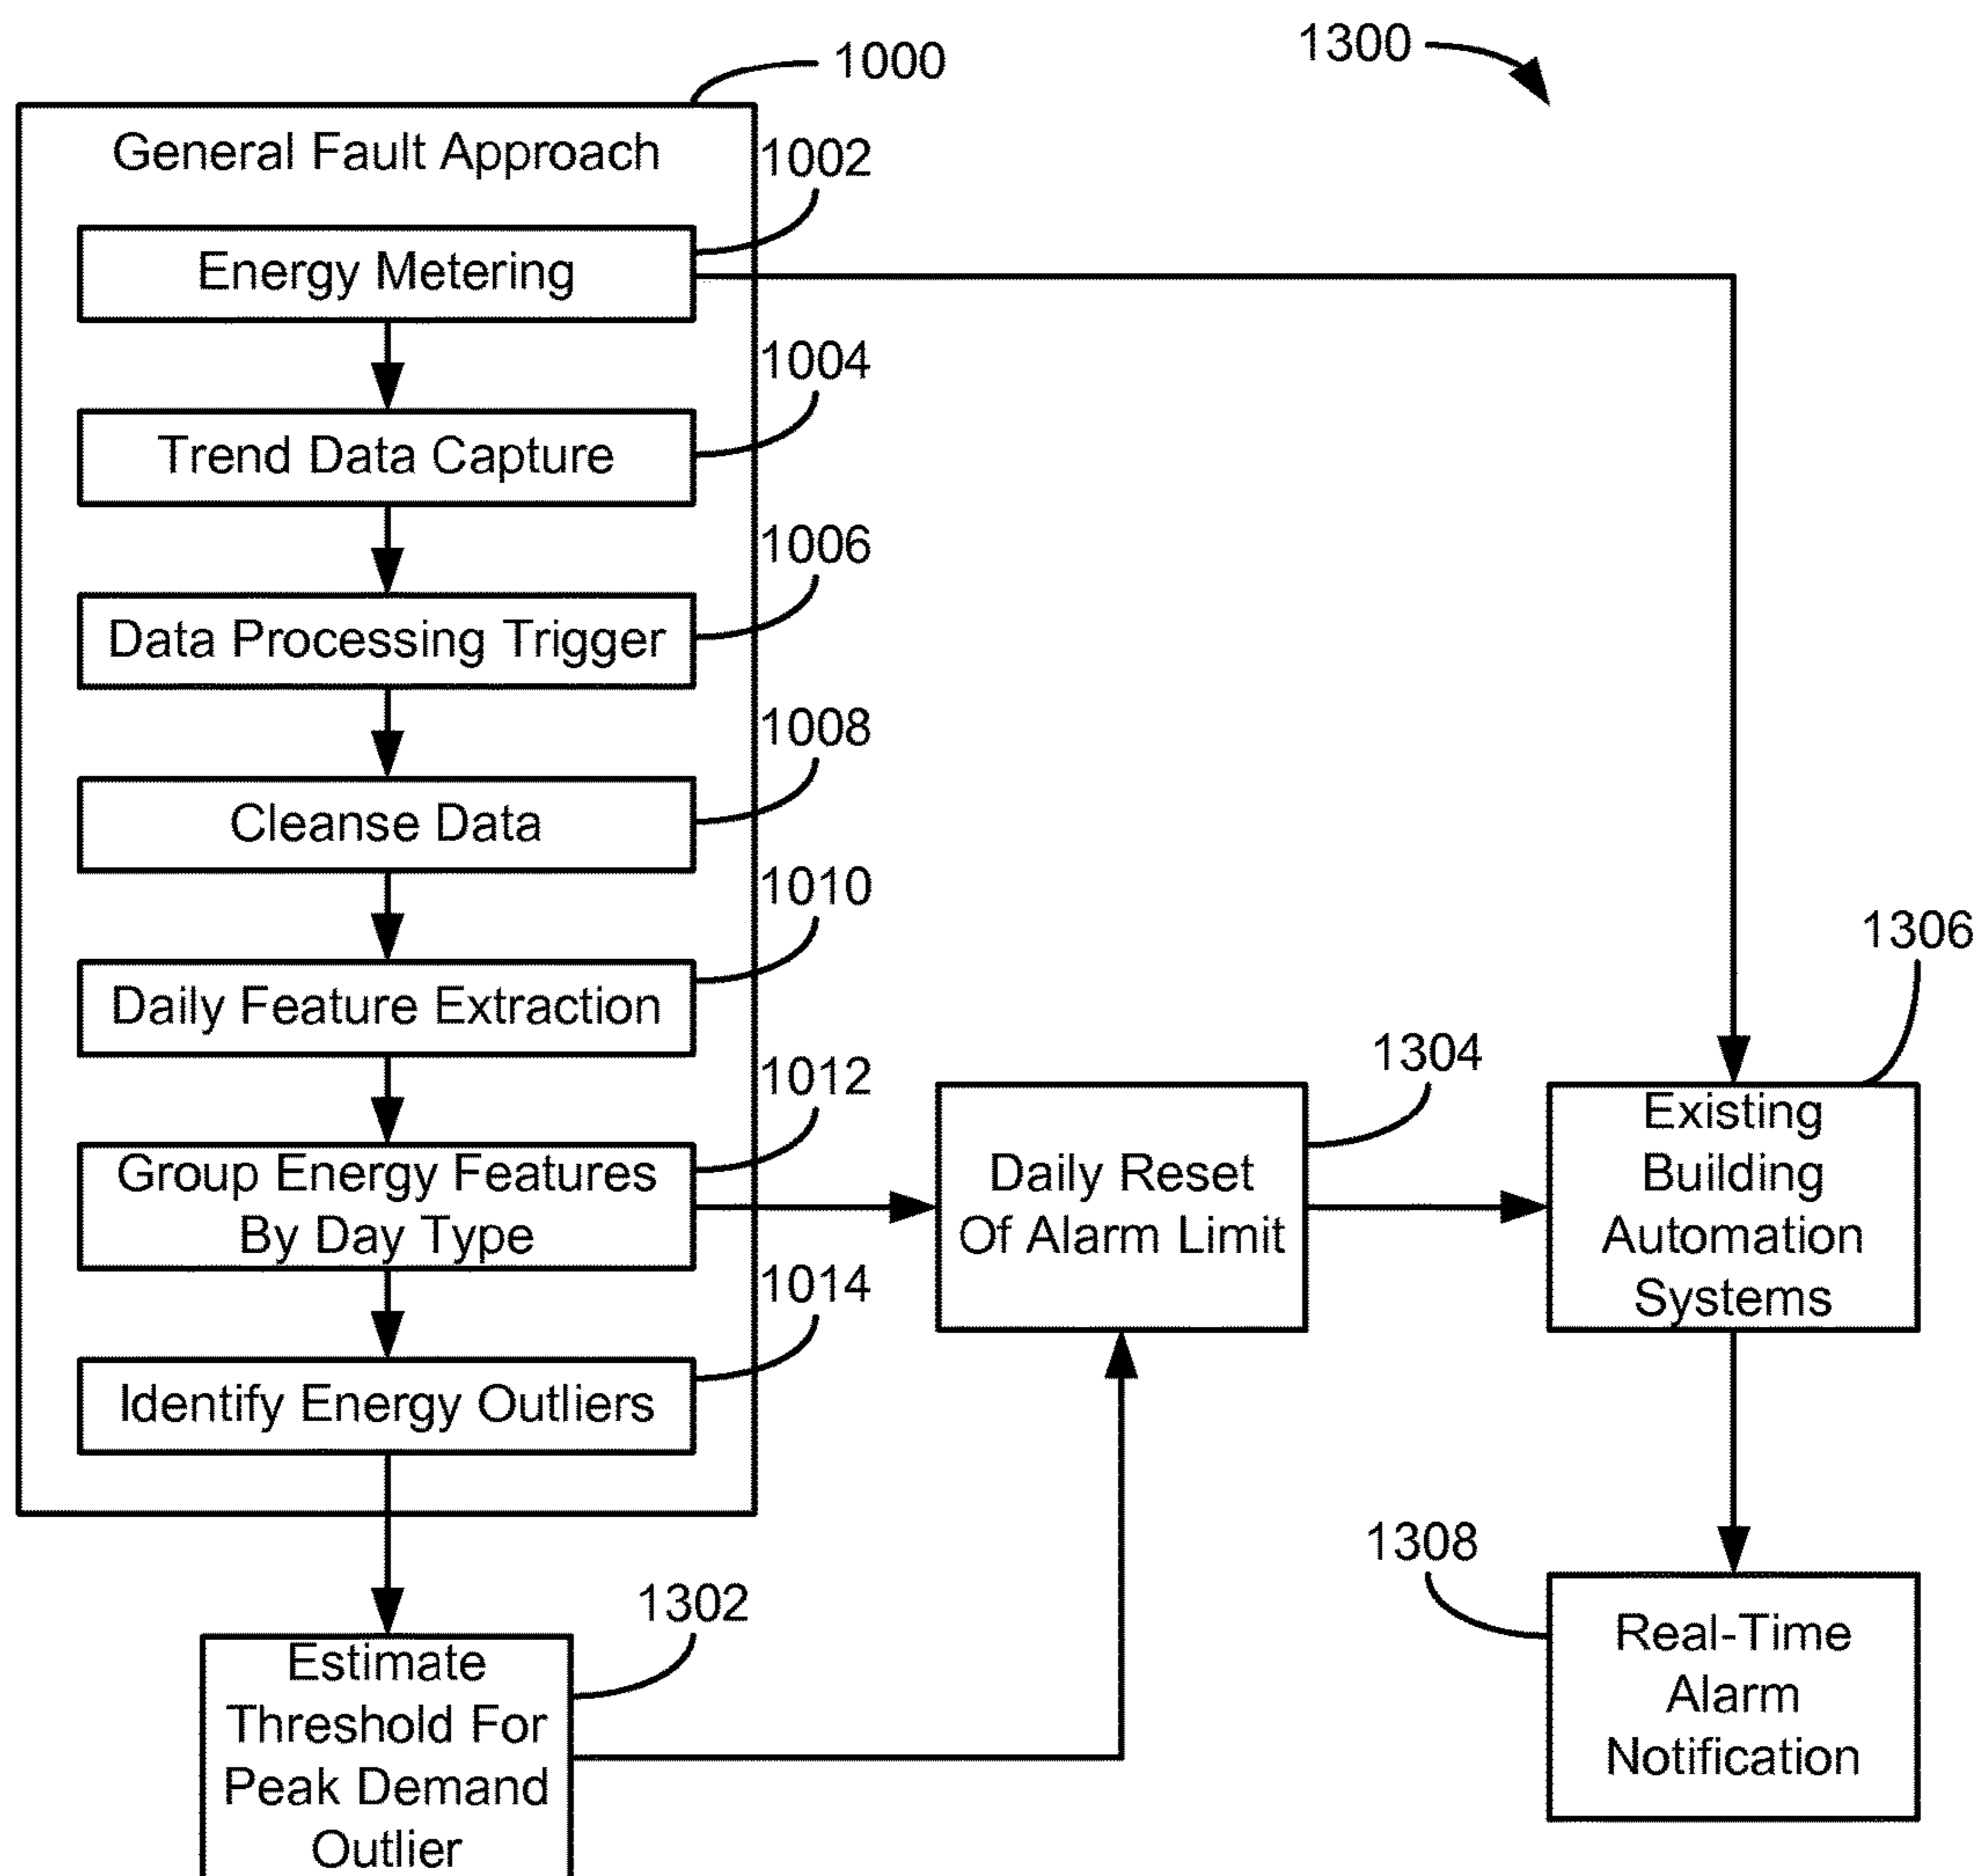 1000
1300
General Fault Approach
1002
Energy Metering
1004
Trend Data Capture
1006
Data Processing Trigger
1008
Cleanse Data
1010
Daily Feature Extraction
1012
Group Energy Features
By Day Type
1014
Identify Energy Outliers
1302
Estimate
Threshold For
Peak Demand
Outlier
1304
Daily Reset
Of Alarm Limit
1306
Existing
Building
Automation
Systems
1308
Real-Time
Alarm
Notification